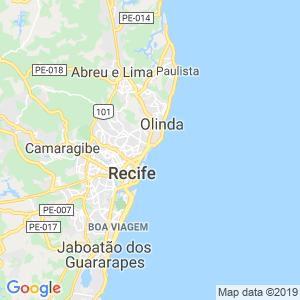 PE-014
PE-018
Abreu e Lima
Paulista
101
Olinda
Camaragibe
Recife
PE-007
PE-017
BOA VIAGEM
Jaboatão dos
Guararapes
Google
Map data ©2019